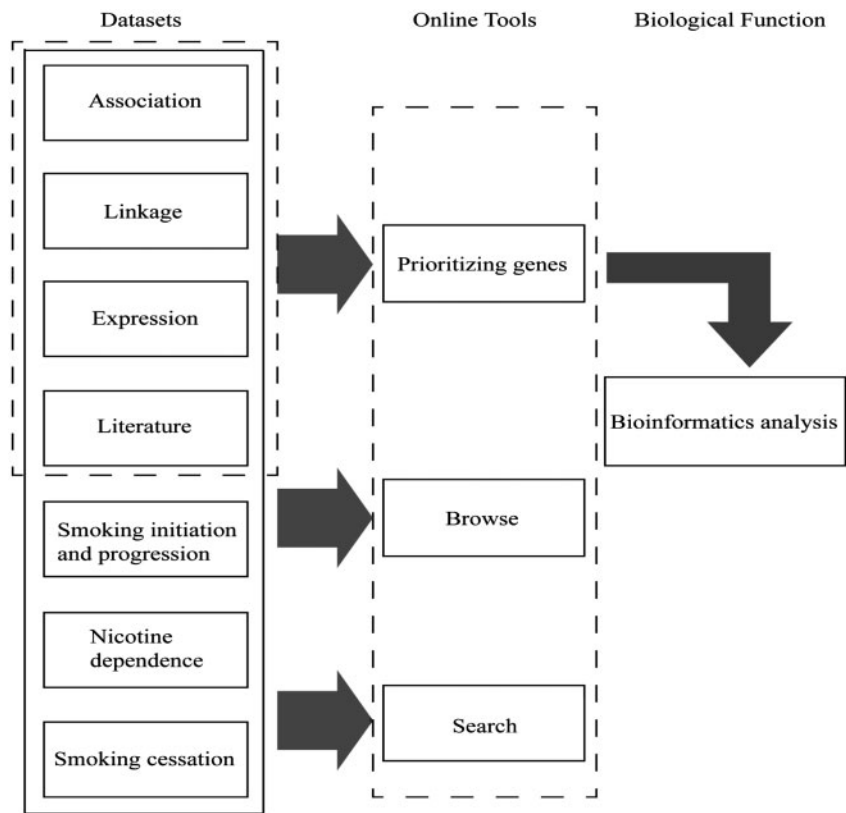 Datasets
Online Tools
Biological Function
Association
Linkage
Expression
Literature
Smoking initiation
and progression
Nicotine
dependence
Smoking cessation
Prioritizing genes
Browse
Search
Bioinformatics analysis